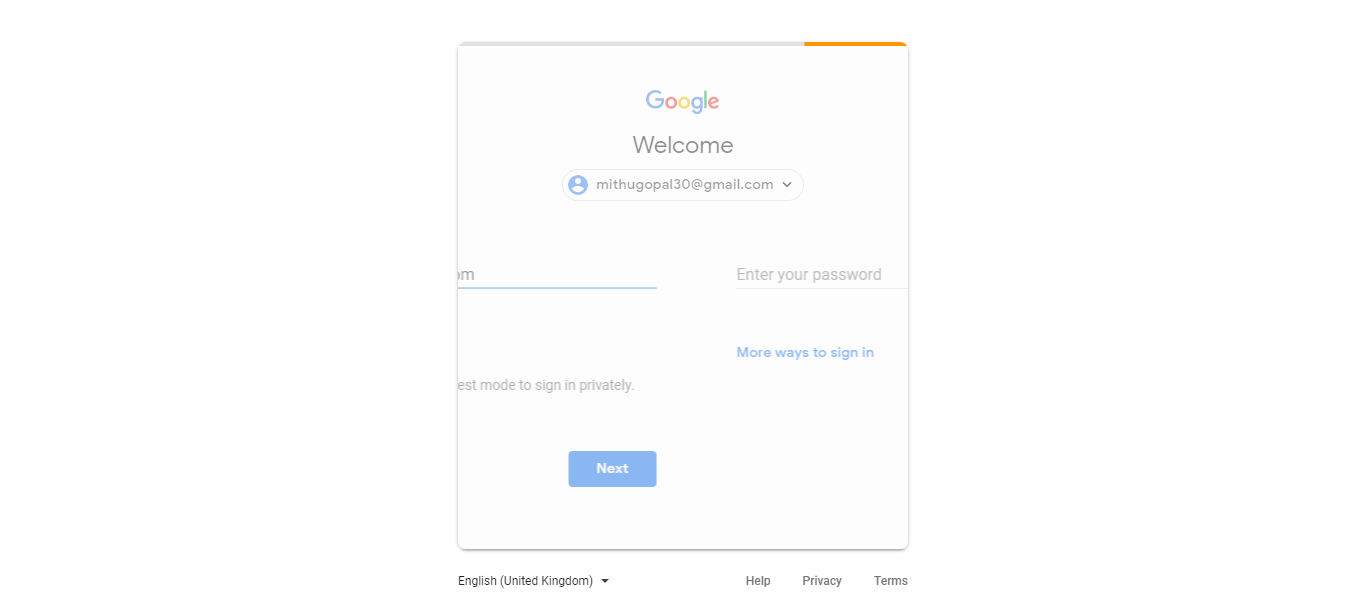 Google
Welcome
mithugopal30@gmail.com
om
Enter your password
More ways to sign in
est mode to sign in privately.
Next
English (United Kingdom)
Help
Privacy
Terms